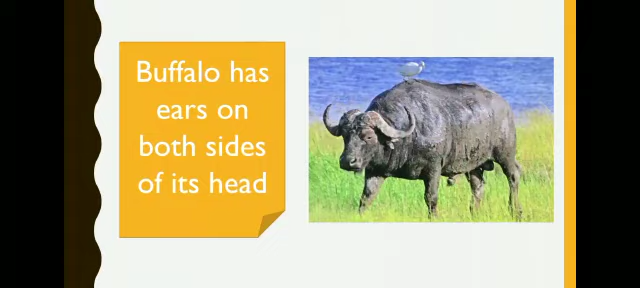 Buffalo has
ears on
both sides
of its head